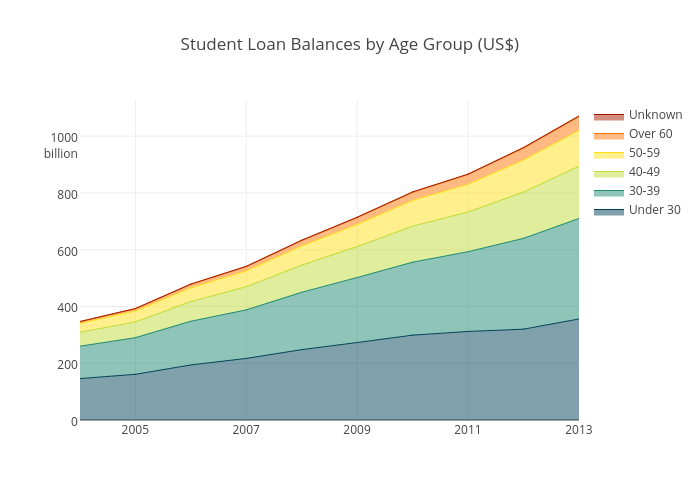 Student Loan Balances by Age Group (US$)
1000
billion
800
600
400
200
0
2005
2007
2009
2011
2013
Unknown
Over 60
50-59
40-49
30-39
Under 30